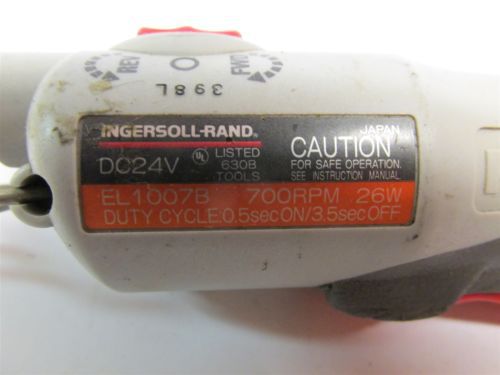 REV O FWD
398L
INGERSOLL-RAND®
DC24V UL LISTED 630B TOOLS
JAPAN
CAUTION
FOR SAFE OPERATION.
SEE INSTRUCTION MANUAL
EL1007B 700RPM 26W
DUTY CYCLE:0.5secON/3.5secOFF